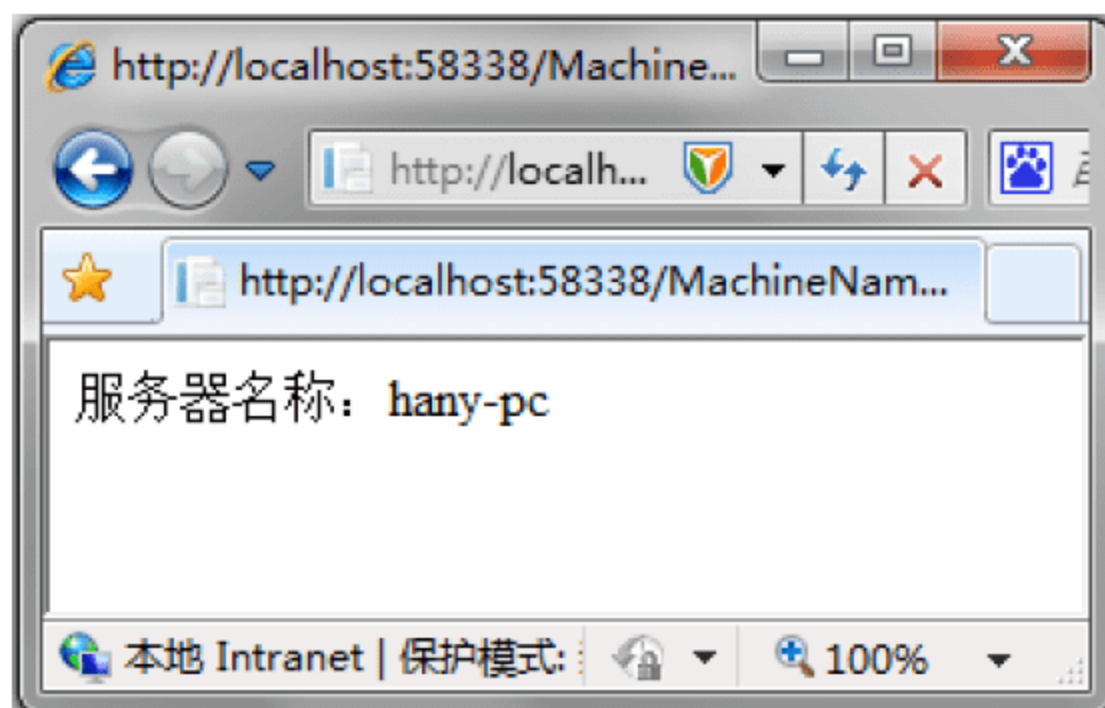 http://localhost:58338/Machine...
http://localh...
http://localhost:58338/MachineNam...
服务器名称：hany-pc
本地 Intranet | 保护模式:
100%